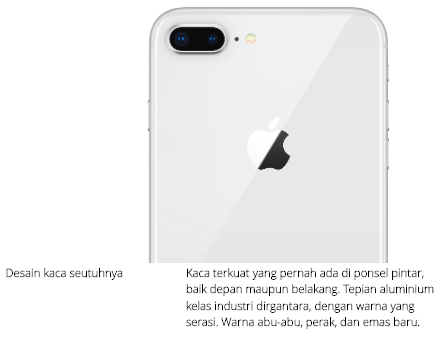 Desain kaca seutuhnya
Kaca terkuat yang pernah ada di ponsel pintar,
baik depan maupun belakang. Tepian aluminium
kelas industri dirgantara, dengan warna yang
serasi. Warna abu-abu, perak, dan emas baru.